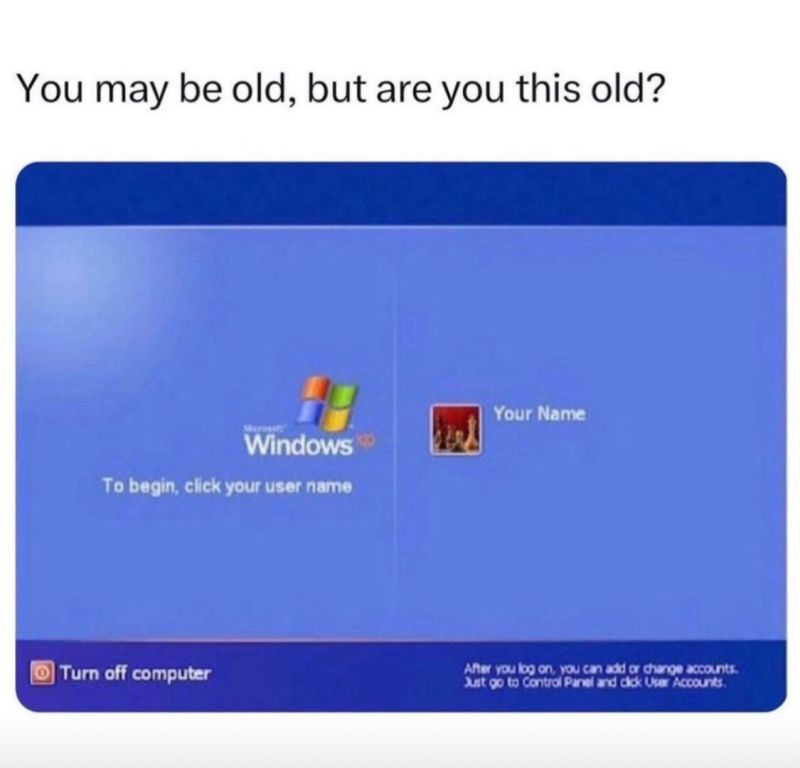 You may be old, but are you this old?
Microsoft
Windows xp
To begin, click your user name
Your Name
Turn off computer
After you log on, you can add or change accounts.
Just go to Control Panel and click User Accounts.